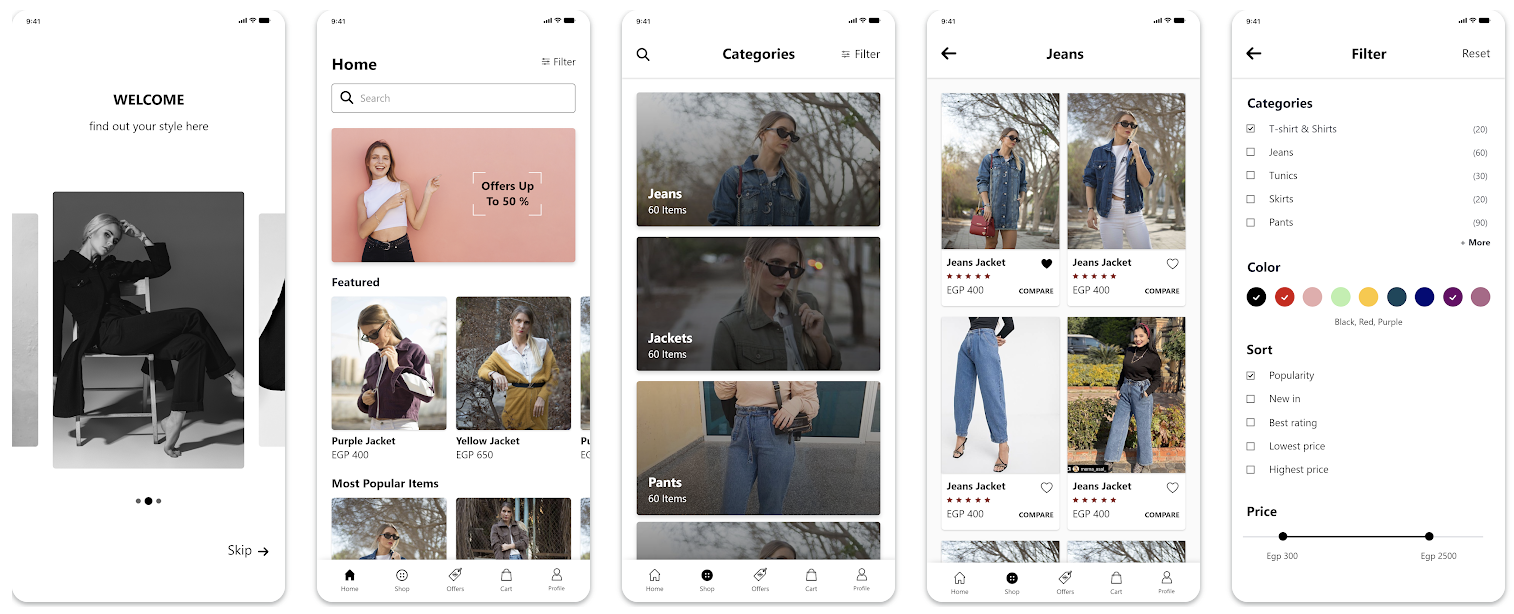 9:41
WELCOME
find out your style here
Skip
9:41
Home
Filter
Search
Offers Up
To 50 %
Featured
Purple Jacket
EGP 400
Yellow Jacket
EGP 650
Most Popular Items
Home
Shop
Offers
Cart
Profile
9:41
Categories
Filter
Jeans
60 Items
Jackets
60 Items
Pants
60 Items
Home
Shop
Offers
Cart
Profile
9:41
Jeans
Jeans Jacket
EGP 400
COMPARE
Jeans Jacket
EGP 400
COMPARE
Jeans Jacket
EGP 400
COMPARE
Jeans Jacket
EGP 400
COMPARE
Home
Shop
Offers
Cart
Profile
9:41
Filter
Reset
Categories
T-shirt & Shirts (20)
Jeans (60)
Tunics (30)
Skirts (20)
Pants (90)
+ More
Color
Black, Red, Purple
Sort
Popularity
New in
Best rating
Lowest price
Highest price
Price
Egp 300
Egp 2500